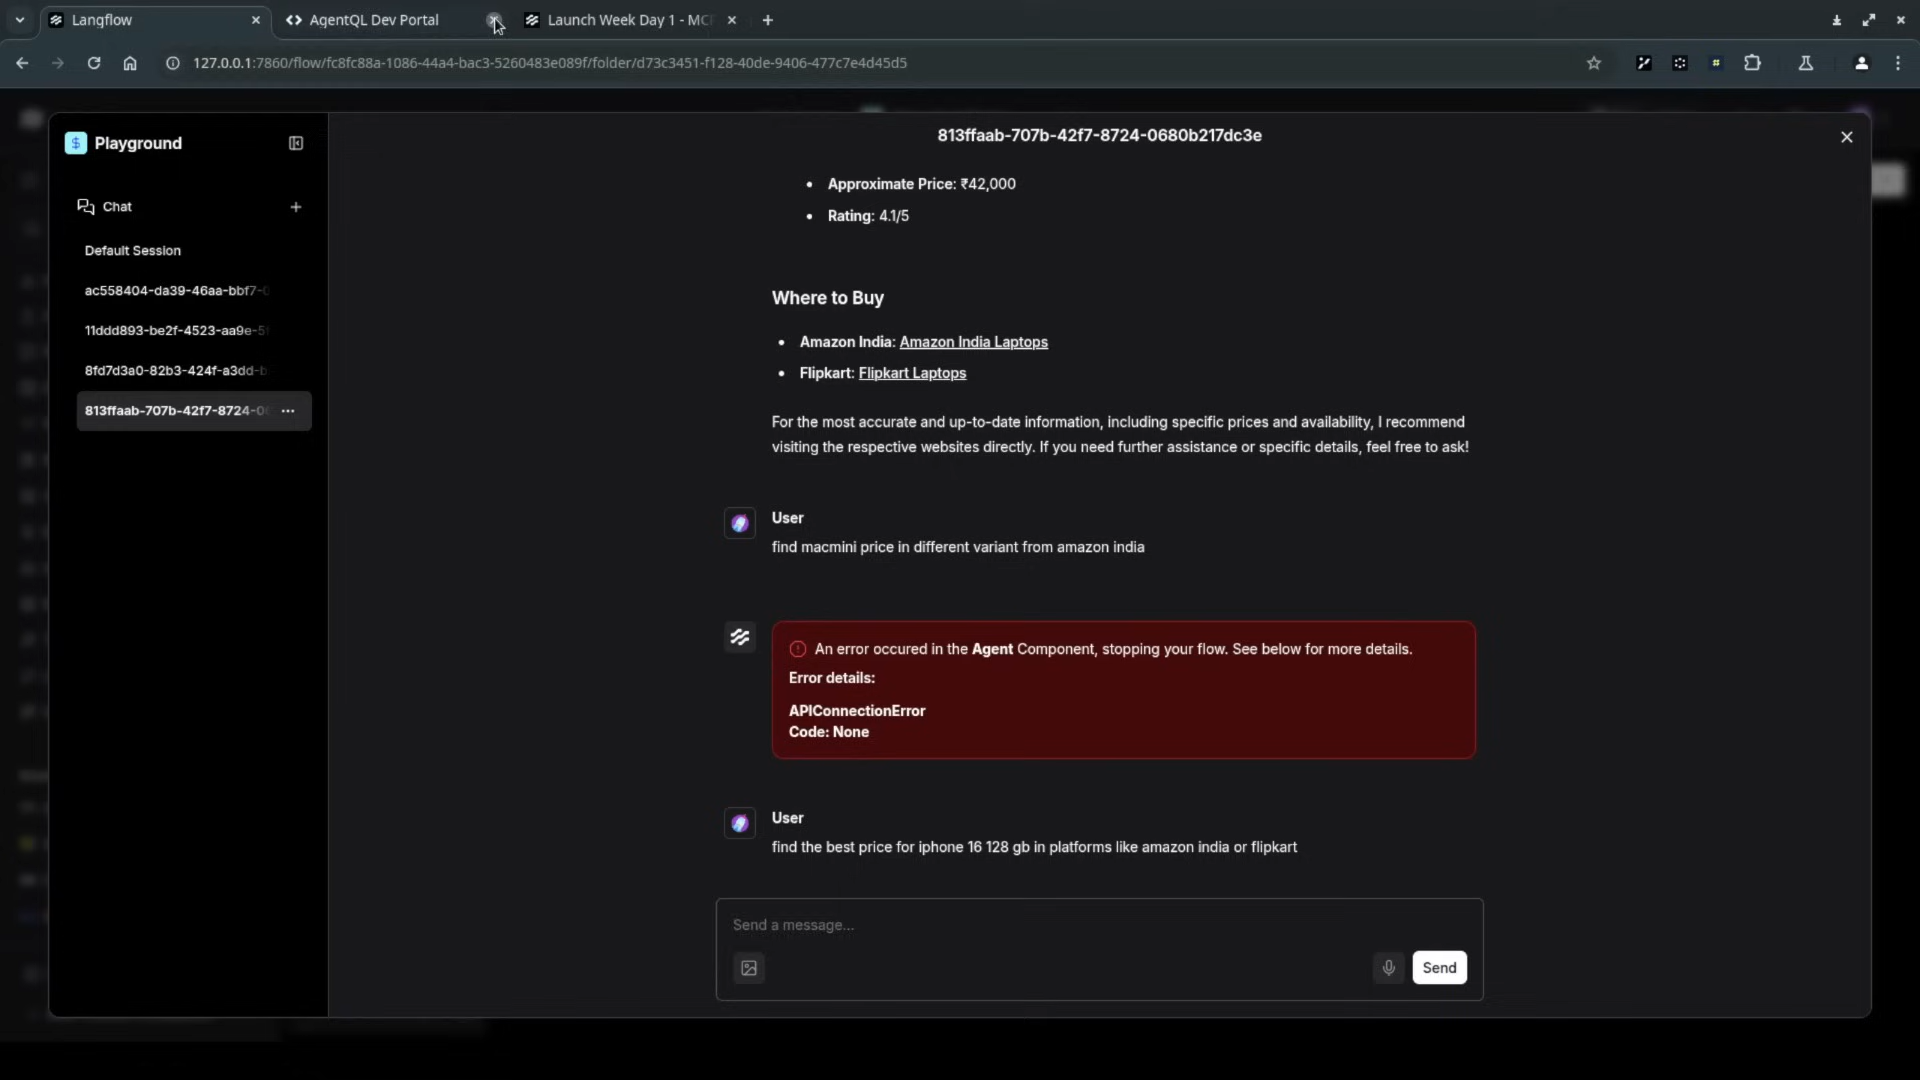 Langflow
AgentQL Dev Portal
Launch Week Day 1 - MC
127.0.0.1:7860/flow/fc8fc88a-1086-44a4-bac3-5260483e089f/folder/d73c3451-f128-40de-9406-477c7e4d45d5
$ Playground
Chat
Default Session
ac558404-da39-46aa-bbf7-0
11ddd893-be2f-4523-aa9e-5
8fd7d3a0-82b3-424f-a3dd-b
813ffaab-707b-42f7-8724-06
813ffaab-707b-42f7-8724-0680b217dc3e
• Approximate Price: ₹42,000
• Rating: 4.1/5
Where to Buy
• Amazon India: Amazon India Laptops
• Flipkart: Flipkart Laptops
For the most accurate and up-to-date information, including specific prices and availability, I recommend
visiting the respective websites directly. If you need further assistance or specific details, feel free to ask!
User
find macmini price in different variant from amazon india
An error occured in the Agent Component, stopping your flow. See below for more details.
Error details:
APIConnectionError
Code: None
User
find the best price for iphone 16 128 gb in platforms like amazon india or flipkart
Send a message...
Send